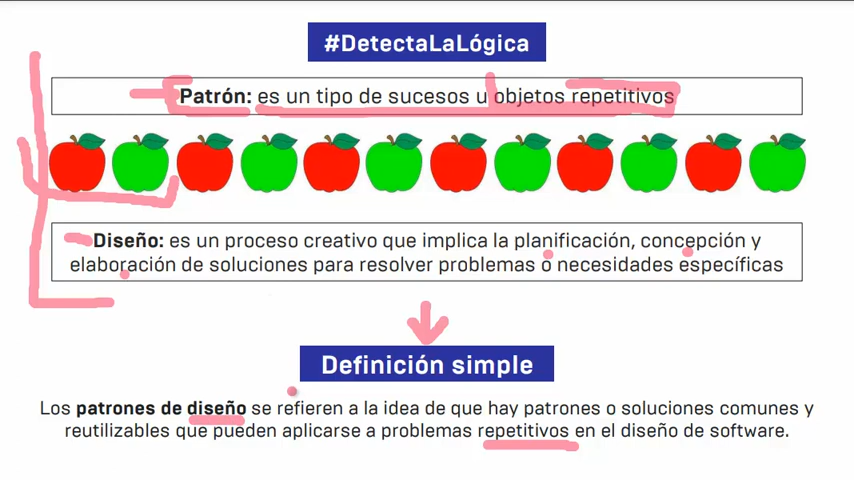 #DetectaLaLógica
Patrón: es un tipo de sucesos u objetos repetitivos
Diseño: es un proceso creativo que implica la planificación, concepción y
elaboración de soluciones para resolver problemas o necesidades específicas
Definición simple
Los patrones de diseño se refieren a la idea de que hay patrones o soluciones comunes y
reutilizables que pueden aplicarse a problemas repetitivos en el diseño de software.